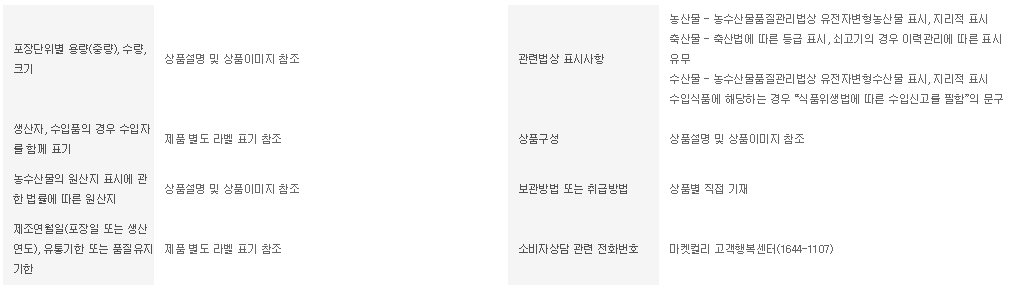 포장단위별 용량(중량), 수량,
크기
상품설명 및 상품이미지 참조
관련법상 표시사항
농산물 - 농수산물품질관리법상 유전자변형농산물 표시, 지리적 표시
축산물 - 축산법에 따른 등급 표시, 쇠고기의 경우 이력관리에 따른 표시
유무
수산물 - 농수산물품질관리법상 유전자변형수산물 표시, 지리적 표시
수입식품에 해당하는 경우 “식품위생법에 따른 수입신고를 필함”의 문구
생산자, 수입품의 경우 수입자
를 함께 표기
제품 별도 라벨 표기 참조
상품구성
상품설명 및 상품이미지 참조
농수산물의 원산지 표시에 관
한 법률에 따른 원산지
상품설명 및 상품이미지 참조
보관방법 또는 취급방법
상품별 직접 기재
제조연월일(포장일 또는 생산
연도), 유통기한 또는 품질유지
기한
제품 별도 라벨 표기 참조
소비자상담 관련 전화번호
마켓컬리 고객행복센터(1644-1107)